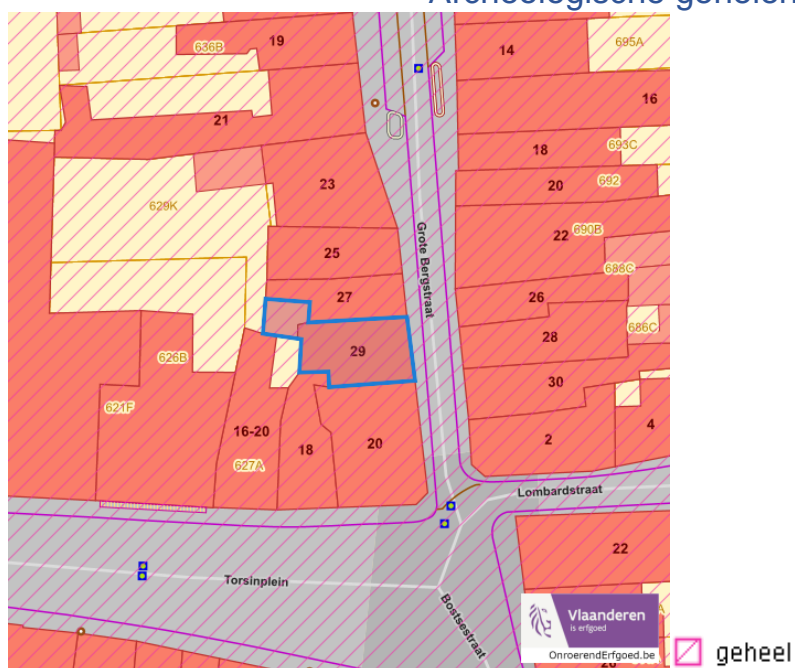 Archeologische gehelen
636B
19
14
695A
21
16
18
693C
23
20
692
629K
Grote Bergstraat
22
690B
25
688C
27
26
29
28
686C
626B
30
621F
16-20
18
20
2
4
627A
Lombardstraat
22
Torsinplein
Bostsestraat
Vlaanderen
is erfgoed
OnroerendErfgoed.be
geheel